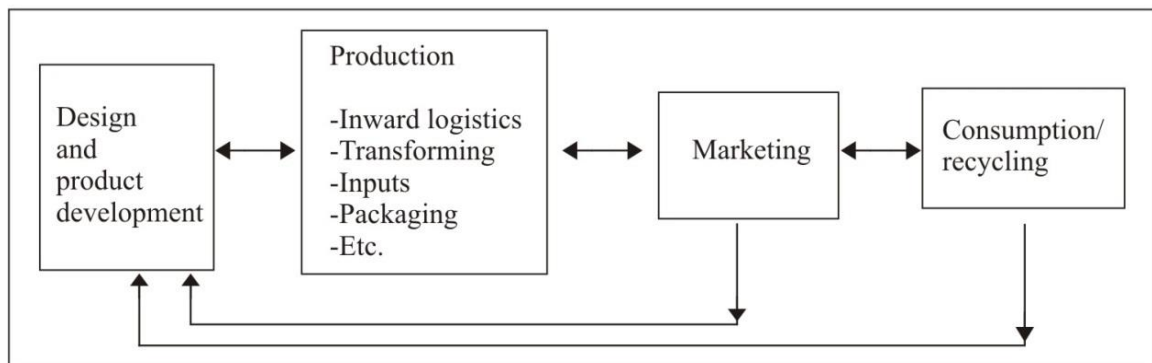 Design
and
product
development
Production
-Inward logistics
-Transforming
-Inputs
-Packaging
-Etc.
Marketing
Consumption/
recycling